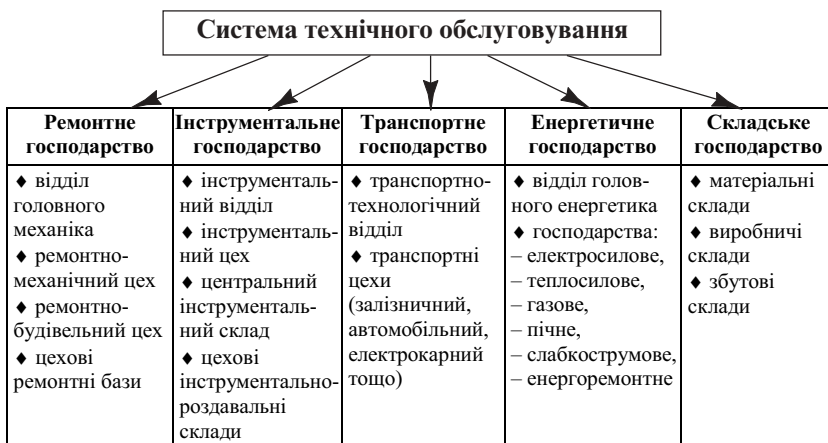 Система технічного обслуговування
Ремонтне
господарство
♦ відділ
головного
механіка
♦ ремонтно-
механічний цех
♦ ремонтно-
будівельний цех
♦ цехові
ремонтні бази
Інструментальне
господарство
♦ інструменталь-
ний відділ
♦ інструменталь-
ний цех
♦ центральний
інструменталь-
ний склад
♦ цехові
інструментально-
роздавальні
склади
Транспортне
господарство
♦ транспортно-
технологічний
відділ
♦ транспортні
цехи
(залізничний,
автомобільний,
електрокарний
тощо)
Енергетичне
господарство
♦ відділ голов-
ного енергетика
♦ господарства:
– електросилове,
– теплосилове,
– газове,
– пічне,
– слабкострумове,
– енергоремонтне
Складське
господарство
♦ матеріальні
склади
♦ виробничі
склади
♦ збутові
склади